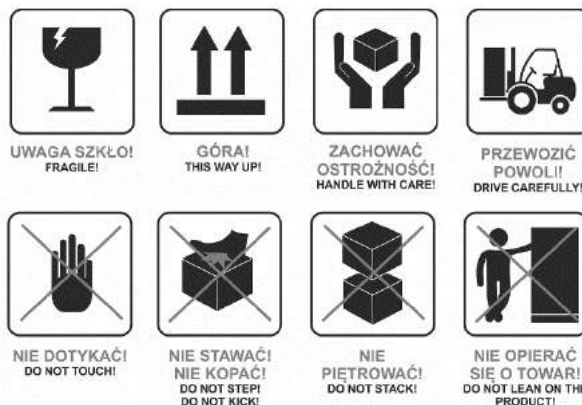 UWAGA SZKŁO!
FRAGILE!
GÓRA!
THIS WAY UP!
ZACHOWAĆ
OSTROŻNOŚĆ!
HANDLE WITH CARE!
PRZEWOZIĆ
POWOLI!
DRIVE CAREFULLY!
NIE DOTYKAĆ!
DO NOT TOUCH!
NIE STAWAĆ!
NIE KOPAĆ!
DO NOT STEP!
DO NOT KICK!
NIE
PIĘTROWAĆ!
DO NOT STACK!
NIE OPIERAĆ
SIĘ O TOWAR!
DO NOT LEAN ON THE
PRODUCT!